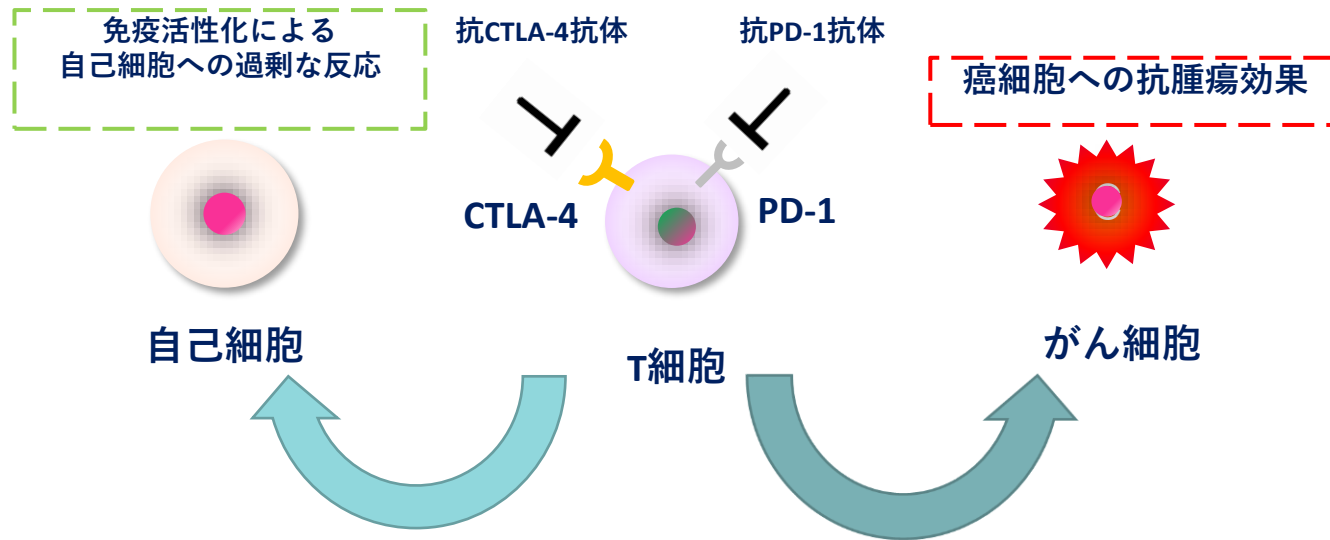 免疫活性化による
自己細胞への過剰な反応
抗CTLA-4抗体
抗PD-1抗体
癌細胞への抗腫瘍効果
CTLA-4
PD-1
自己細胞
T細胞
がん細胞